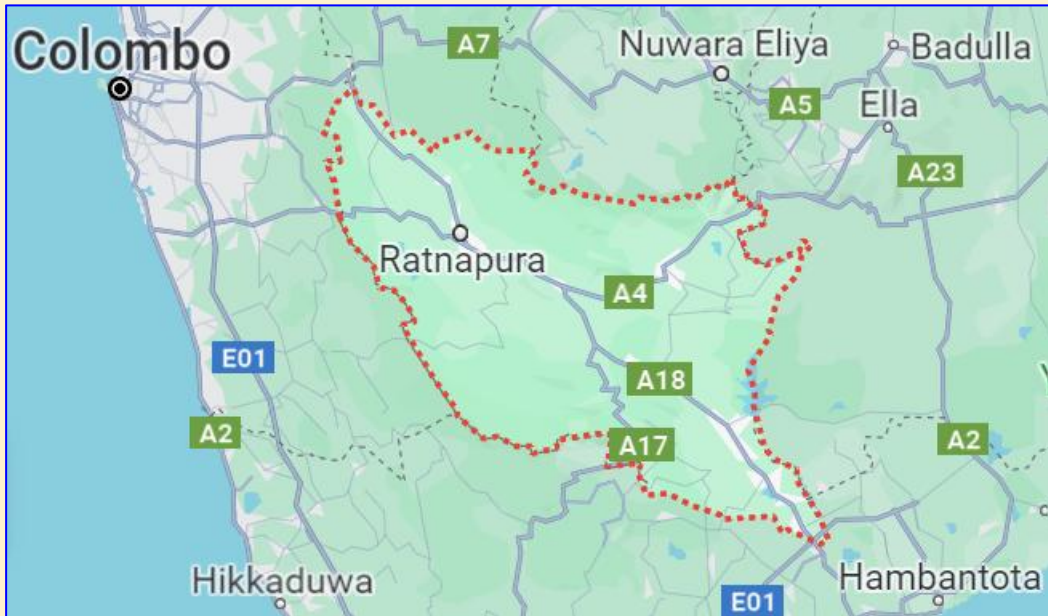 Colombo
A7
Nuwara Eliya
Badulla
A5
Ella
A23
Ratnapura
A4
E01
A18
A2
A17
A2
Hikkaduwa
E01
Hambantota